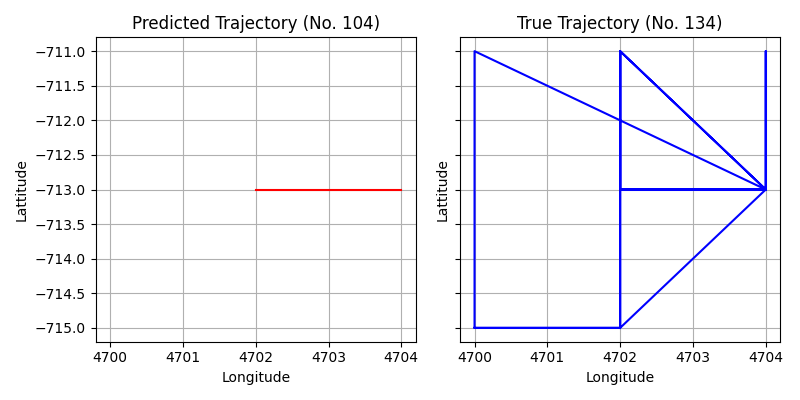 Predicted Trajectory (No. 104)
True Trajectory (No. 134)
−711.0
−711.5
−712.0
−712.5
−713.0
−713.5
−714.0
−714.5
−715.0
Lattitude
Lattitude
4700 4701 4702 4703 4704
4700 4701 4702 4703 4704
Longitude
Longitude